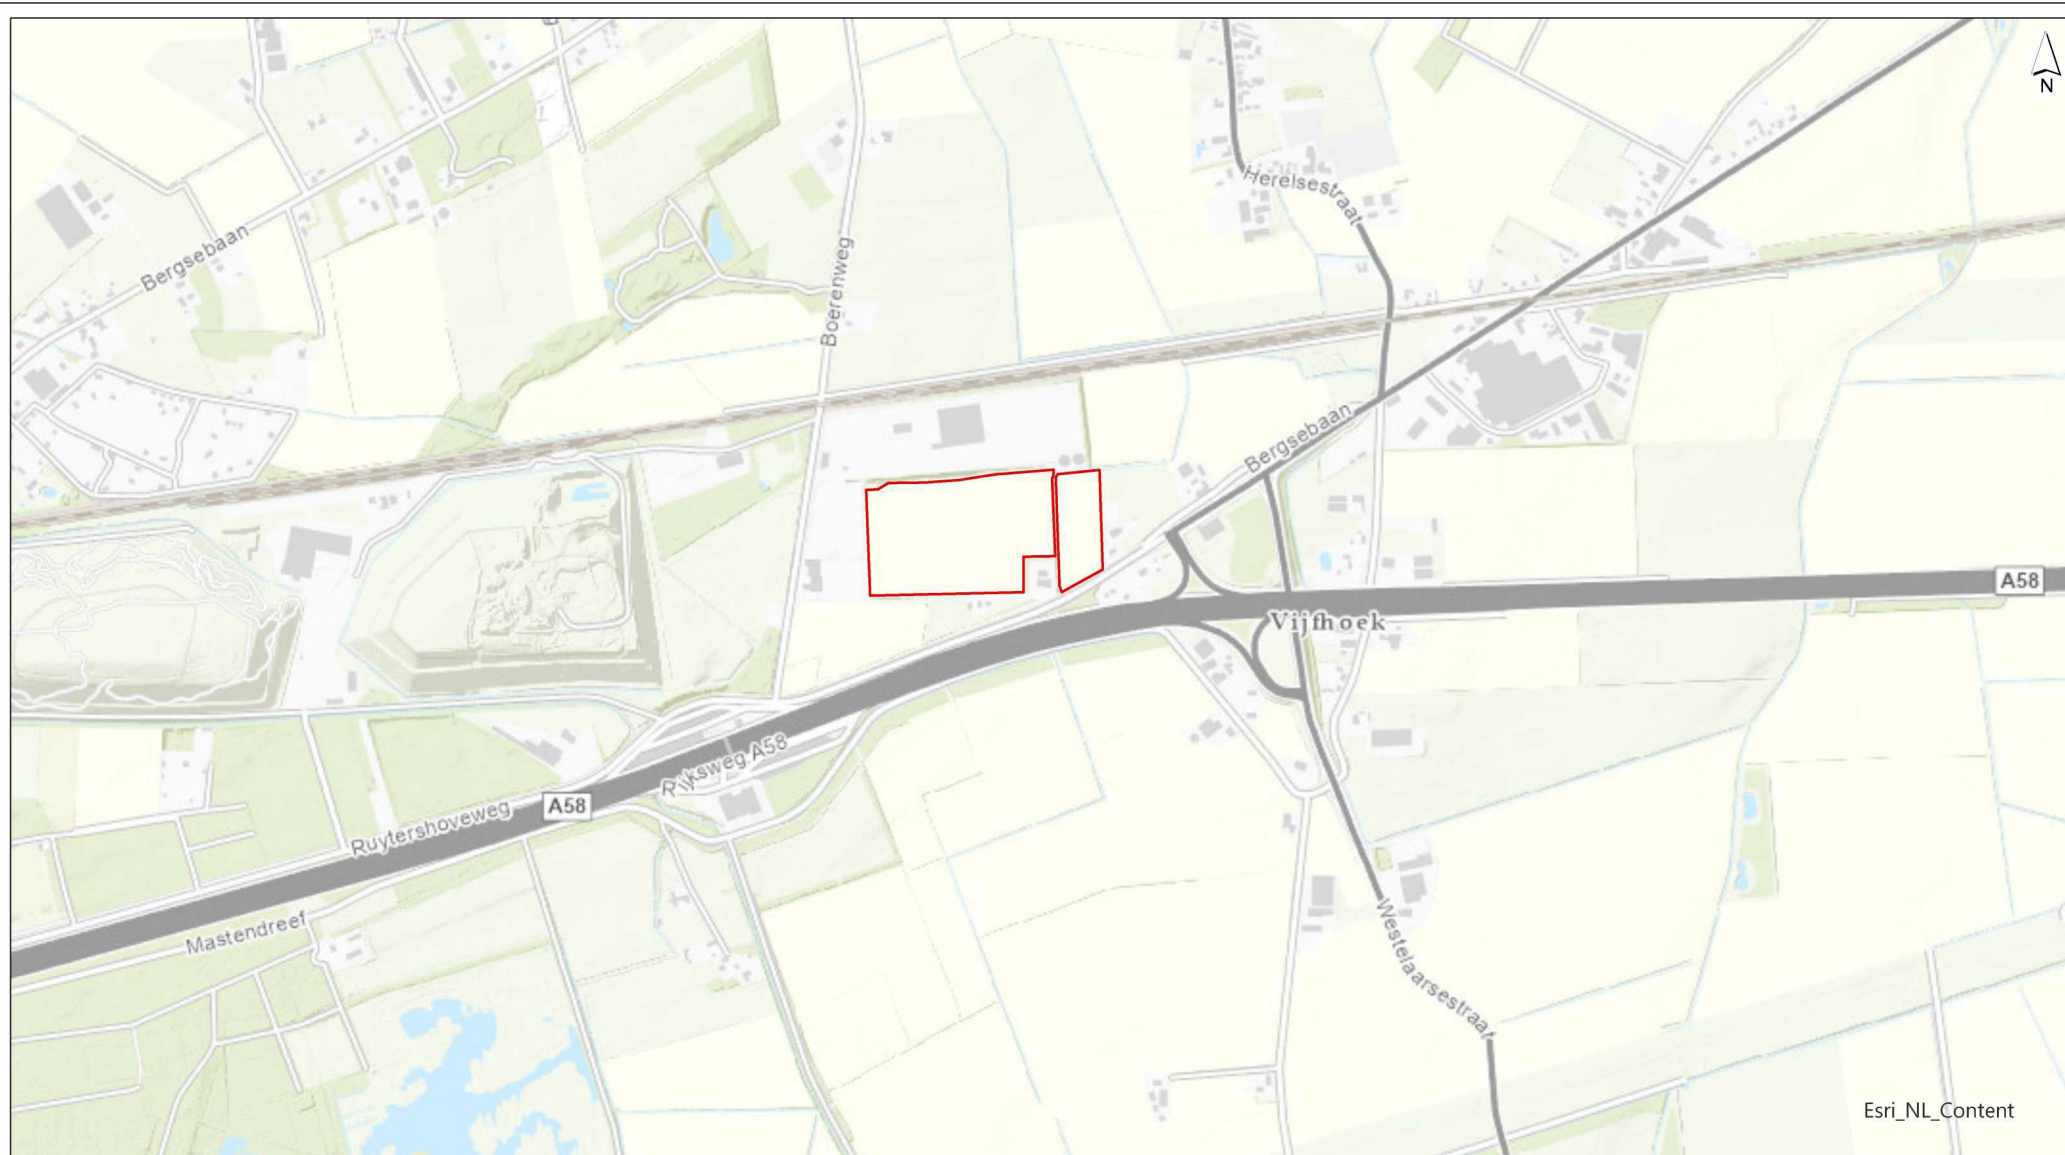 N
Herelsestraat
Bergsebaan
Boerenweg
Bergsebaan
A58
Vijfhoek
Rijksweg A58
A58
Ruytershoveweg
Mastendreef
Westelaarsestraat
Esri_NL_Content